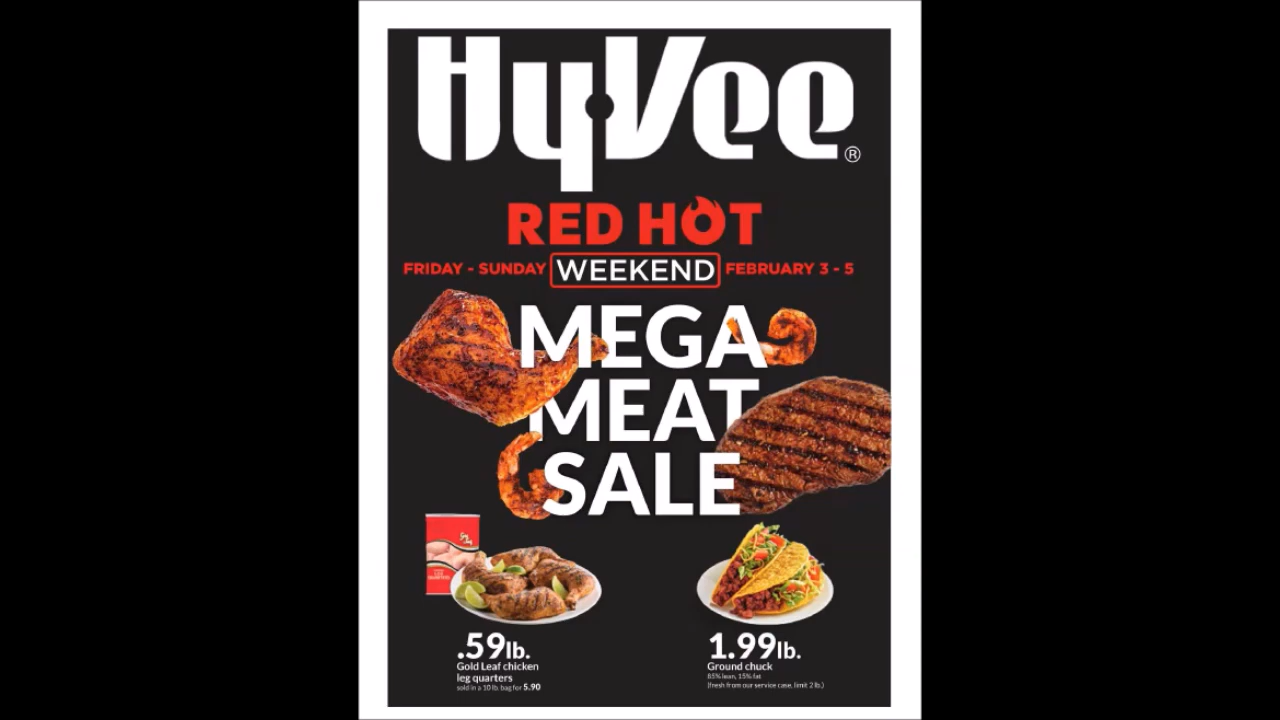 HyVee®
RED HOT
FRIDAY - SUNDAY WEEKEND FEBRUARY 3 - 5
MEGA
MEAT
SALE
.59lb.
Gold Leaf chicken
leg quarters
sold in a 10 lb. bag for 5.90
1.99lb.
Ground chuck
85% lean, 15% fat
(fresh from our service case, limit 2 lb.)